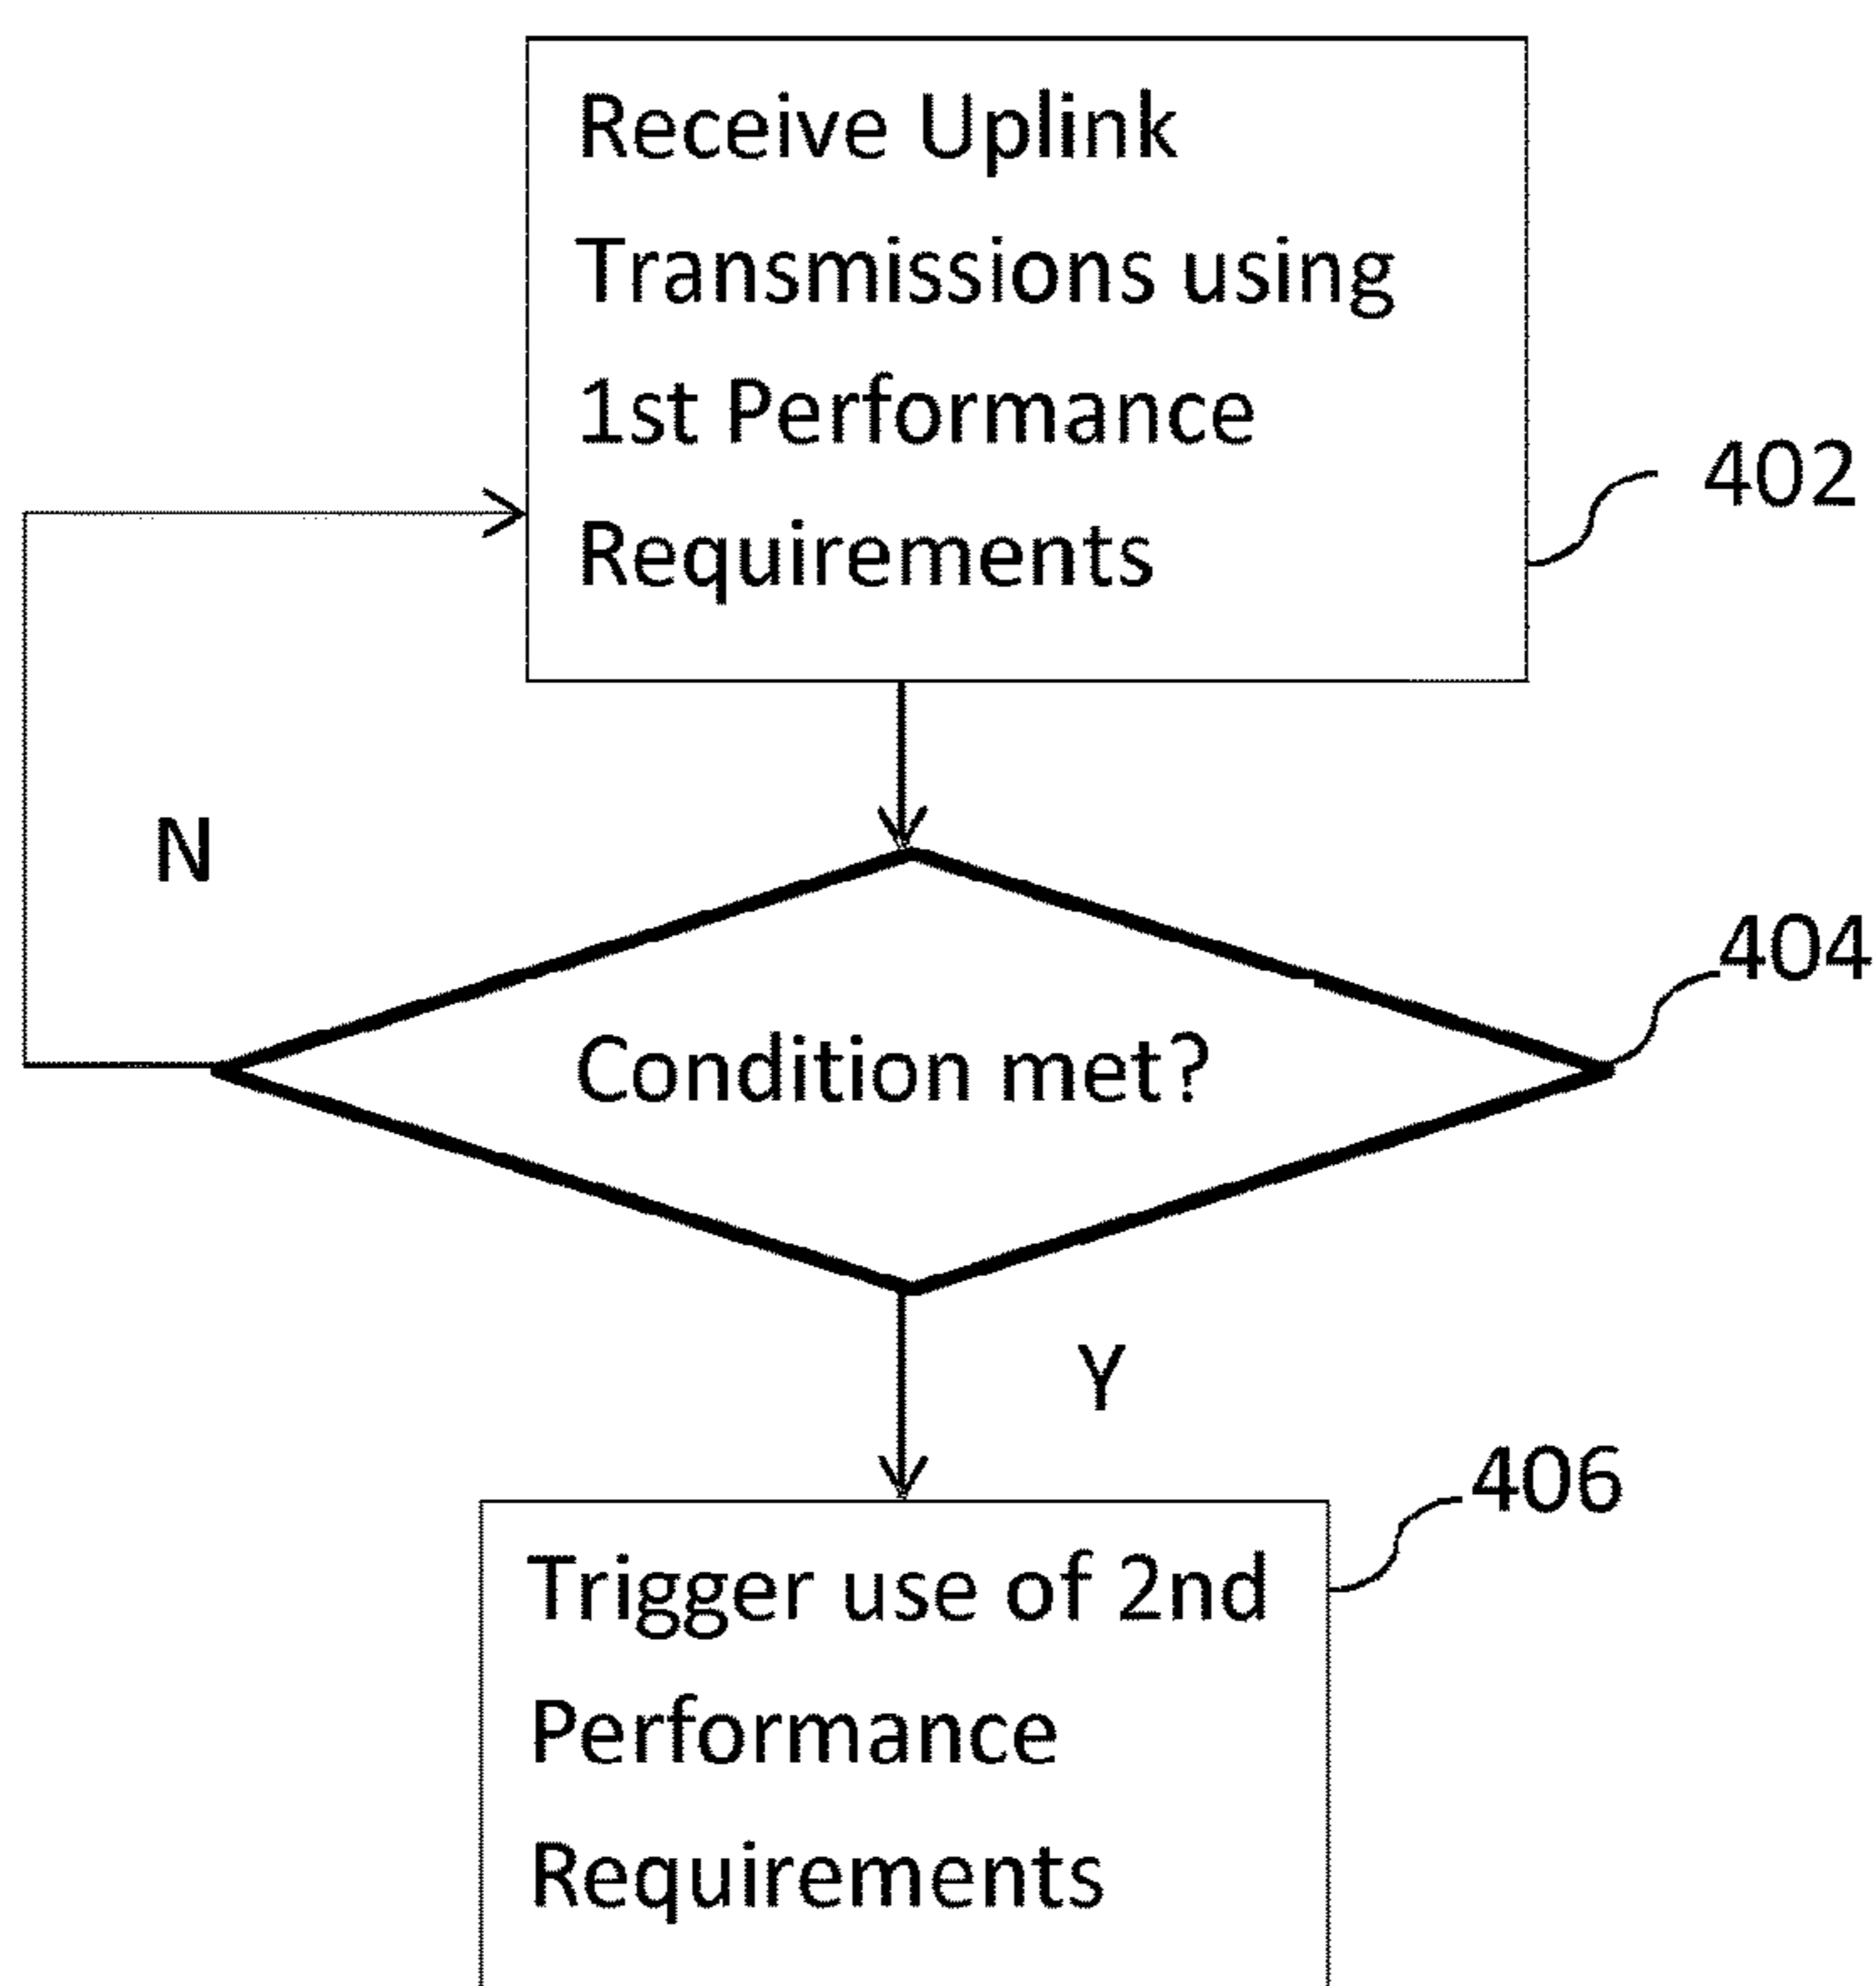 Receive Uplink
Transmissions using
1st Performance
Requirements
402
N
404
Condition met?
Y
406
Trigger use of 2nd
Performance
Requirements